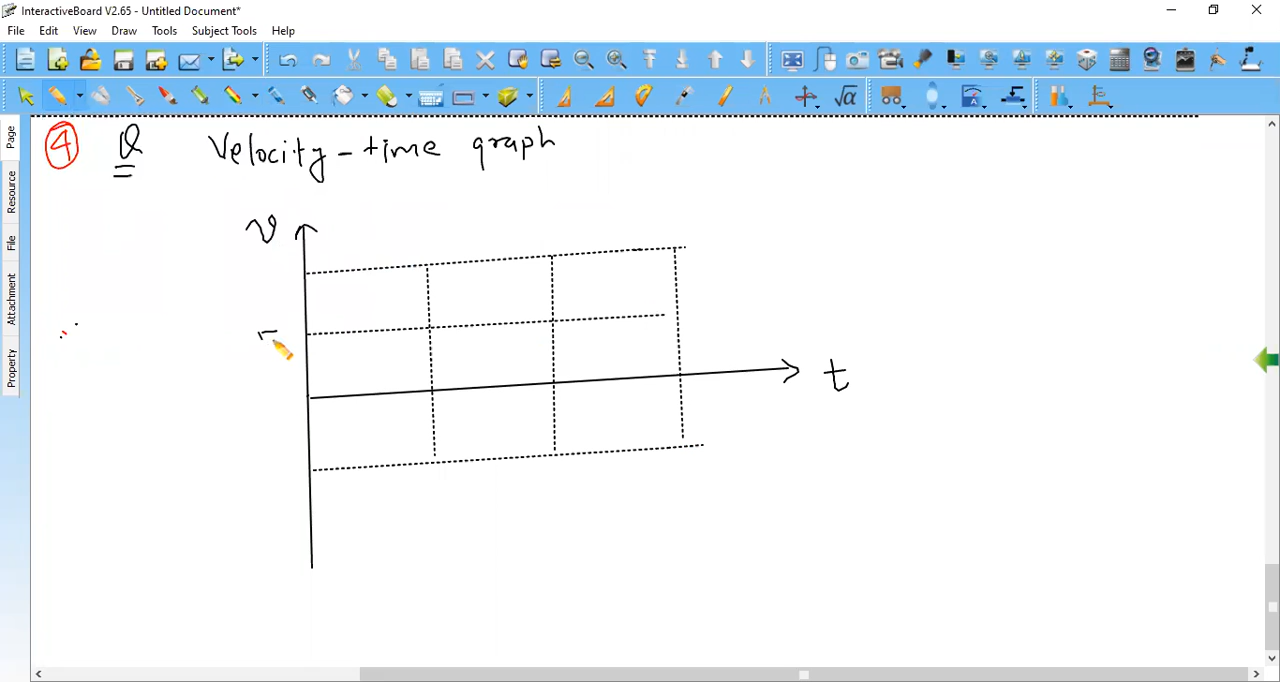 InteractiveBoard V2.65 - Untitled Document*
File Edit View Draw Tools Subject Tools Help
Page
Resource
File
Attachment
Property
4 Q Velocity - time graph
v
t